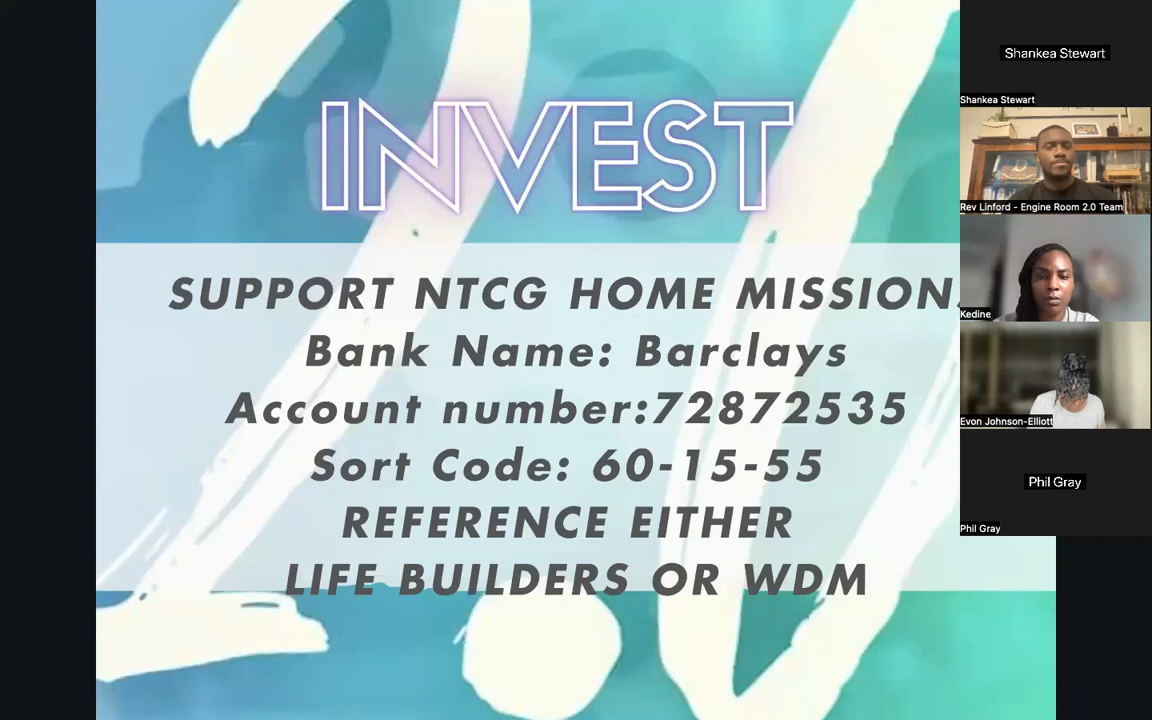 INVEST
SUPPORT NTCG HOME MISSION
Bank Name: Barclays
Account number:72872535
Sort Code: 60-15-55
REFERENCE EITHER
LIFE BUILDERS OR WDM
Shankea Stewart
Shankea Stewart
Rev Linford - Engine Room 2.0 Team
Kedine
Evon Johnson-Elliott
Phil Gray
Phil Gray